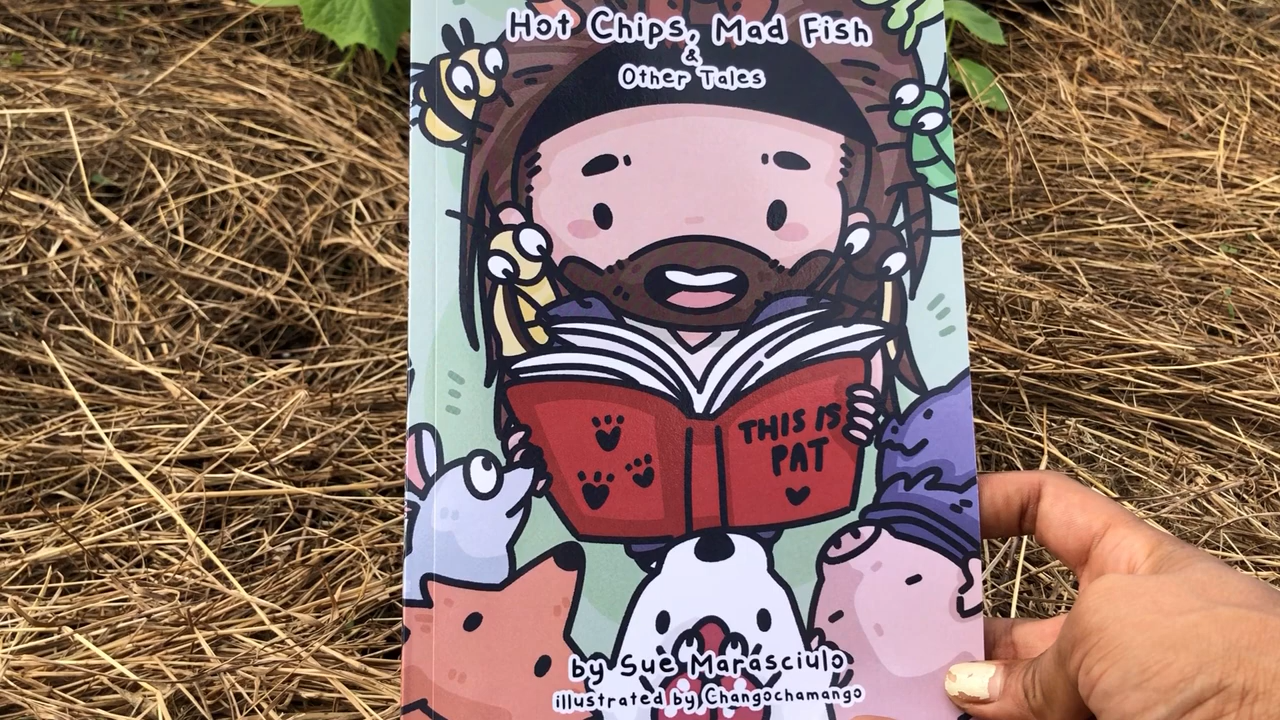 Hot Chips, Mad Fish
&
Other Tales
THIS IS
PAT
by Sue Marasciulo
illustrated by Changochamango